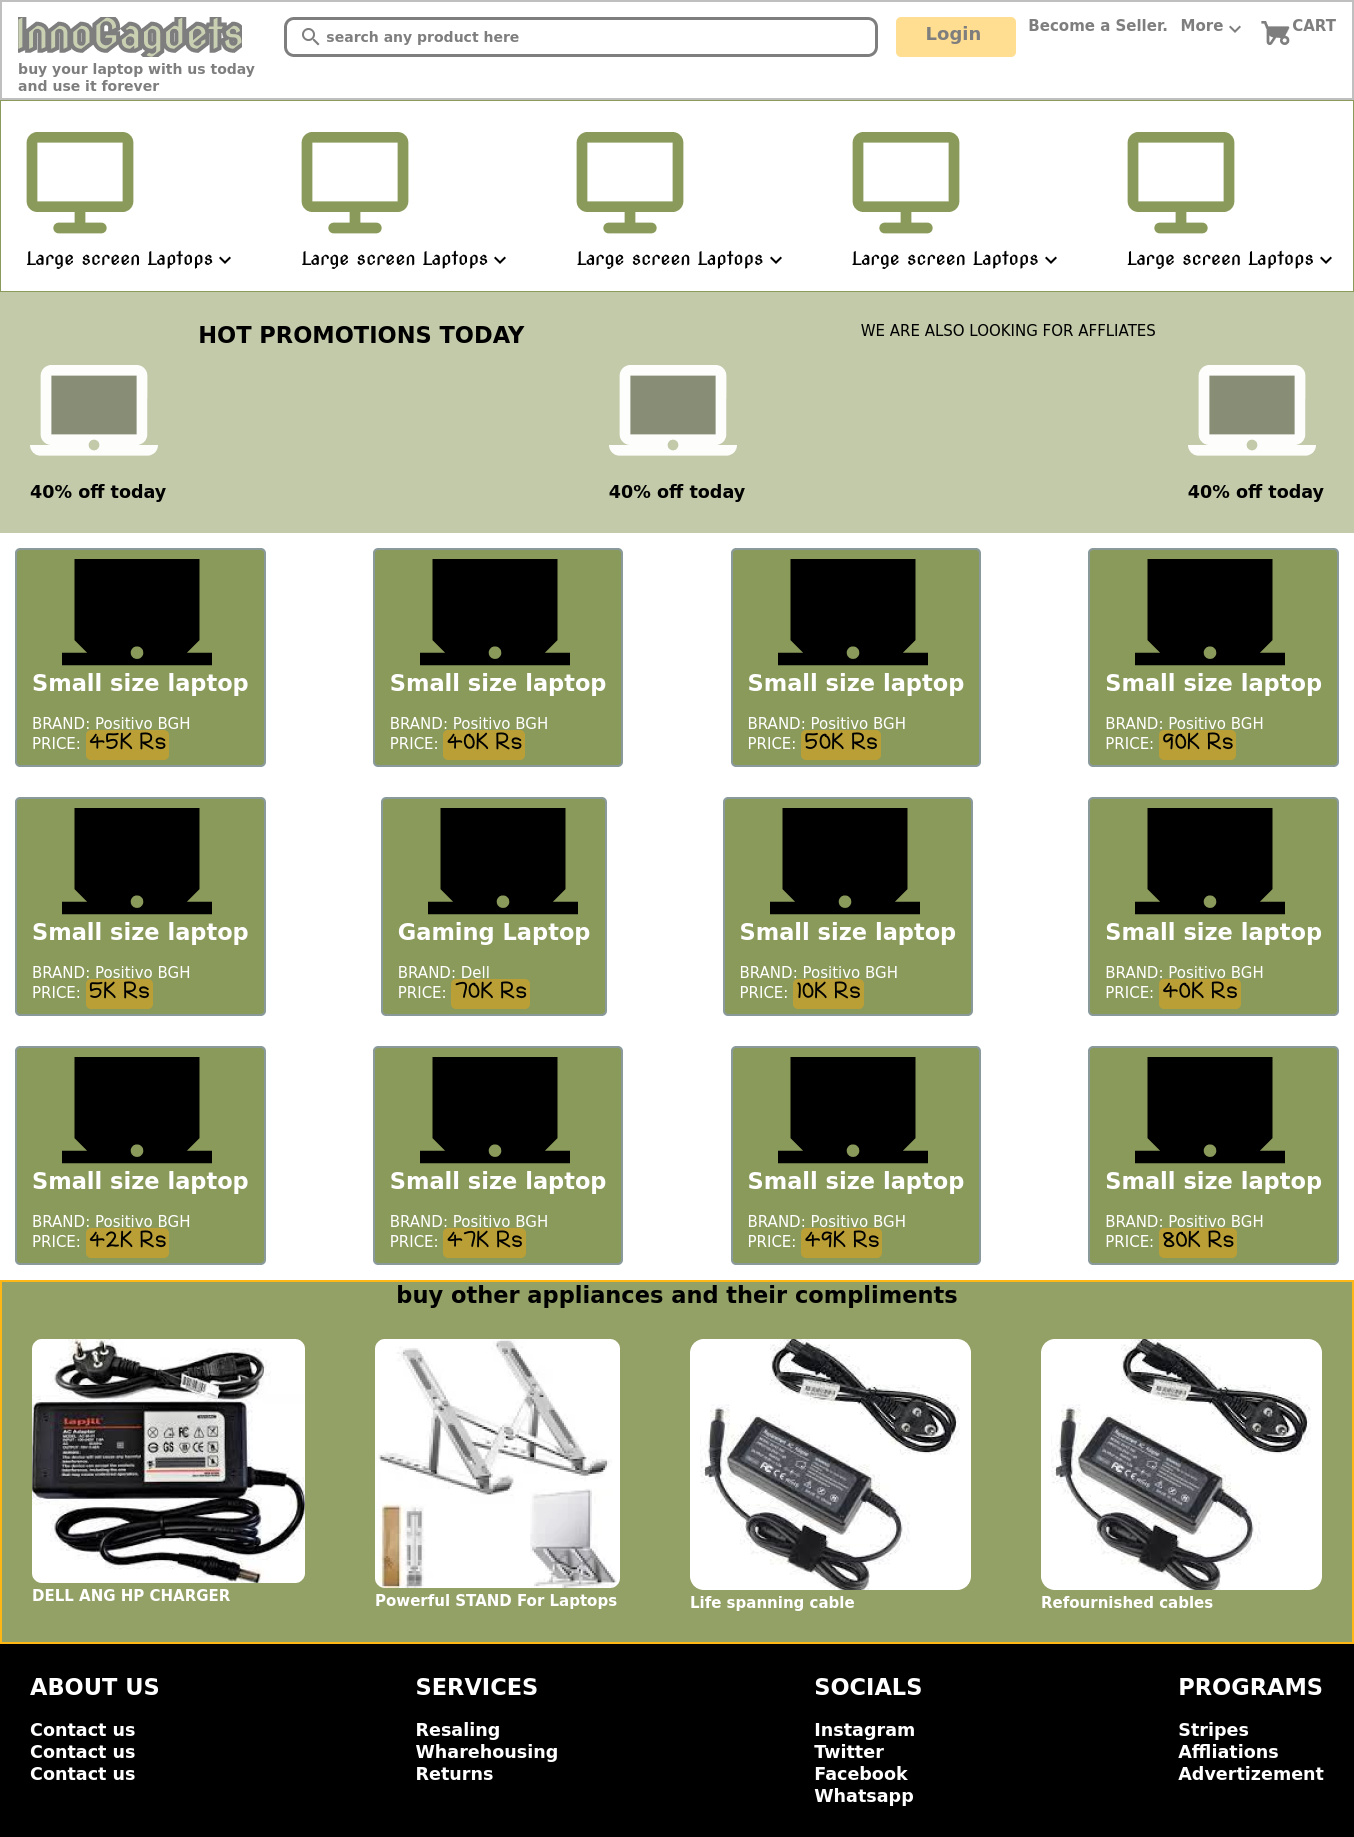 InnoGagdets
buy your laptop with us today
and use it forever
search any product here
Login
Become a Seller.
More
CART
Large screen Laptops
Large screen Laptops
Large screen Laptops
Large screen Laptops
Large screen Laptops
HOT PROMOTIONS TODAY
WE ARE ALSO LOOKING FOR AFFLIATES
40% off today
40% off today
40% off today
Small size laptop
BRAND: Positivo BGH
PRICE: 45K Rs
Small size laptop
BRAND: Positivo BGH
PRICE: 40K Rs
Small size laptop
BRAND: Positivo BGH
PRICE: 50K Rs
Small size laptop
BRAND: Positivo BGH
PRICE: 90K Rs
Small size laptop
BRAND: Positivo BGH
PRICE: 5K Rs
Gaming Laptop
BRAND: Dell
PRICE: 70K Rs
Small size laptop
BRAND: Positivo BGH
PRICE: 10K Rs
Small size laptop
BRAND: Positivo BGH
PRICE: 40K Rs
Small size laptop
BRAND: Positivo BGH
PRICE: 42K Rs
Small size laptop
BRAND: Positivo BGH
PRICE: 47K Rs
Small size laptop
BRAND: Positivo BGH
PRICE: 49K Rs
Small size laptop
BRAND: Positivo BGH
PRICE: 80K Rs
buy other appliances and their compliments
lapjii
AC Adapter
DELL ANG HP CHARGER
Powerful STAND For Laptops
Life spanning cable
Refournished cables
ABOUT US
Contact us
Contact us
Contact us
SERVICES
Resaling
Wharehousing
Returns
SOCIALS
Instagram
Twitter
Facebook
Whatsapp
PROGRAMS
Stripes
Affliations
Advertizement